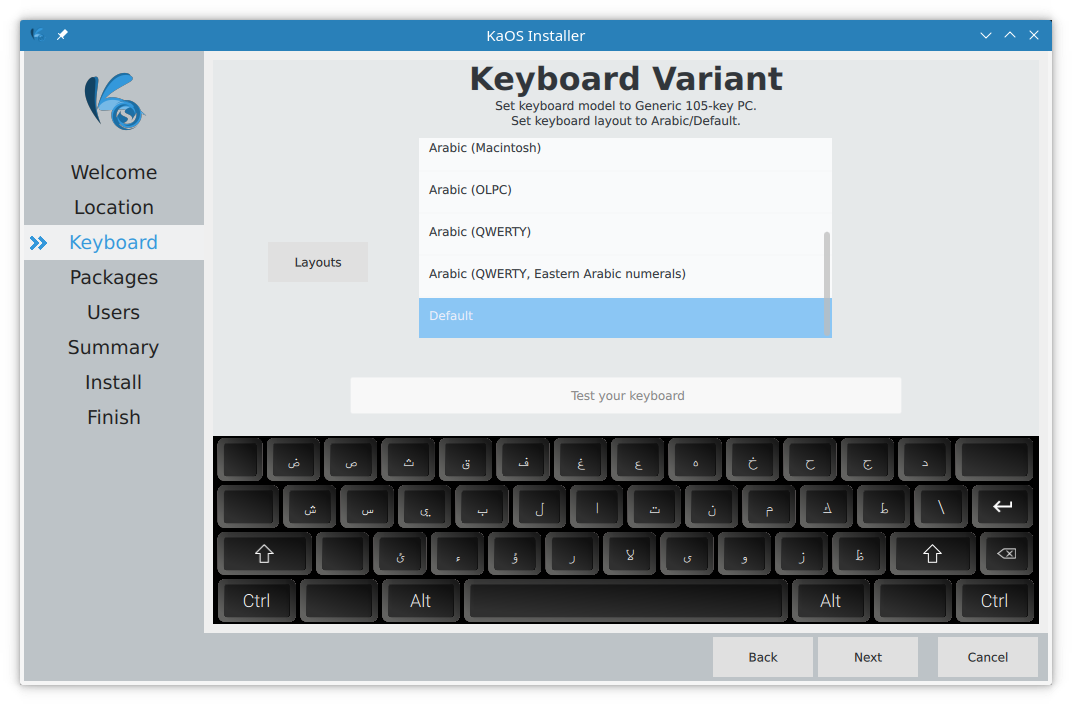 KaOS Installer
Welcome
Location
Keyboard
Packages
Users
Summary
Install
Finish
Keyboard Variant
Set keyboard model to Generic 105-key PC.
Set keyboard layout to Arabic/Default.
Layouts
Arabic (Macintosh)
Arabic (OLPC)
Arabic (QWERTY)
Arabic (QWERTY, Eastern Arabic numerals)
Default
Test your keyboard
ض ص ث ق ف غ ع ه خ ح ج د
ش س ي ب ل ا ت ن م ك ط \
ئ ء ؤ ر لا ى و ز ظ
Ctrl Alt Alt Ctrl
Back Next Cancel